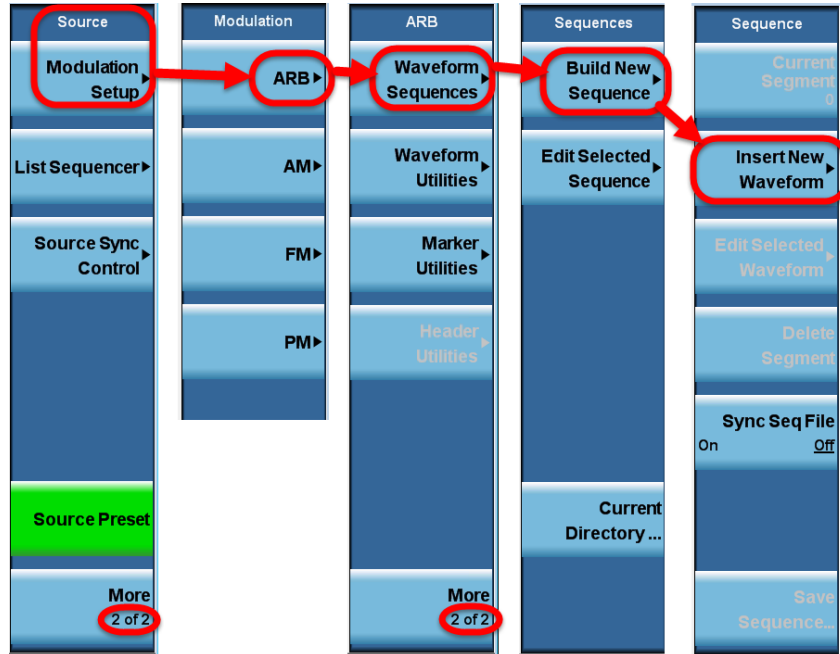 Source
Modulation
Setup
List Sequencer
Source Sync
Control
Source Preset
More
2 of 2
Modulation
ARB
AM
FM
PM
ARB
Waveform
Sequences
Waveform
Utilities
Marker
Utilities
Header
Utilities
More
2 of 2
Sequences
Build New
Sequence
Edit Selected
Sequence
Current
Directory ...
Sequence
Current
Segment
0
Insert New
Waveform
Edit Selected
Waveform
Delete
Segment
Sync Seq File
On Off
Save
Sequence...